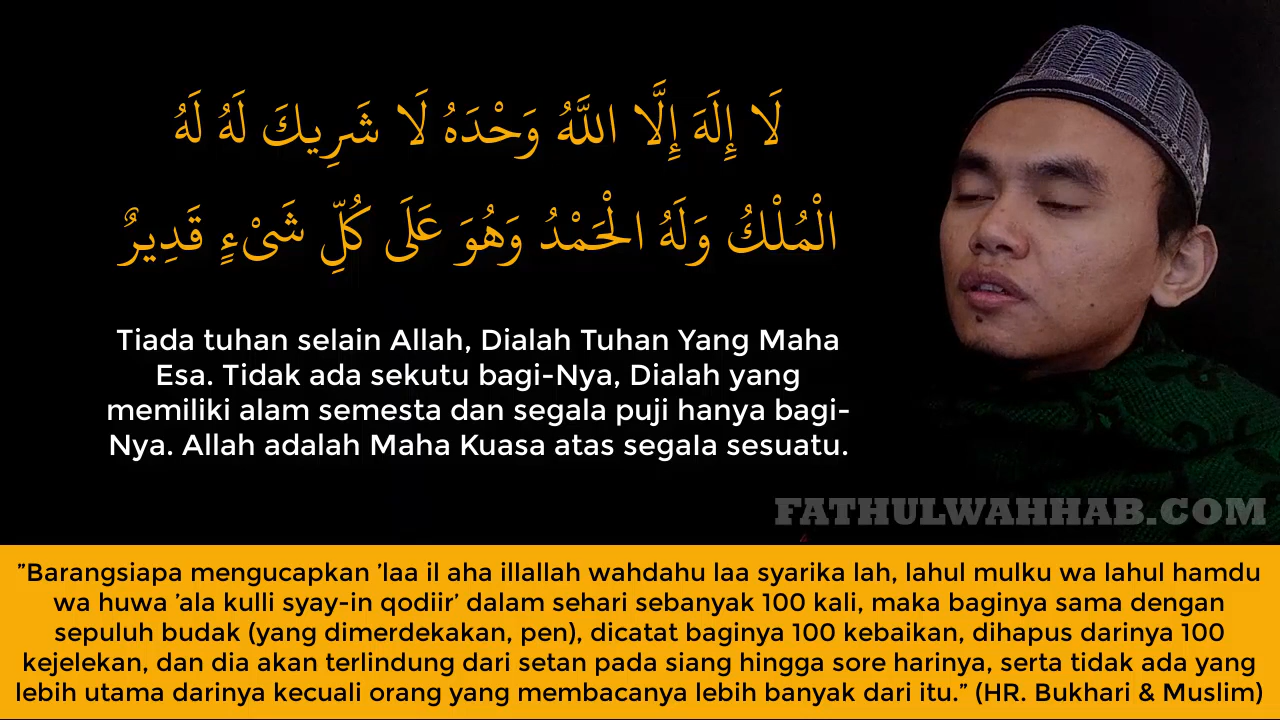 لَا إِلَهَ إِلَّا اللَّهُ وَحْدَهُ لَا شَرِيكَ لَهُ لَهُ
الْمُلْكُ وَلَهُ الْحَمْدُ وَهُوَ عَلَى كُلِّ شَىْءٍ قَدِيرٌ
Tiada tuhan selain Allah, Dialah Tuhan Yang Maha
Esa. Tidak ada sekutu bagi-Nya, Dialah yang
memiliki alam semesta dan segala puji hanya bagi-
Nya. Allah adalah Maha Kuasa atas segala sesuatu.
FATHULWAHHAB.COM
”Barangsiapa mengucapkan ’laa il aha illallah wahdahu laa syarika lah, lahul mulku wa lahul hamdu
wa huwa ’ala kulli syay-in qodiir’ dalam sehari sebanyak 100 kali, maka baginya sama dengan
sepuluh budak (yang dimerdekakan, pen), dicatat baginya 100 kebaikan, dihapus darinya 100
kejelekan, dan dia akan terlindung dari setan pada siang hingga sore harinya, serta tidak ada yang
lebih utama darinya kecuali orang yang membacanya lebih banyak dari itu.” (HR. Bukhari & Muslim)